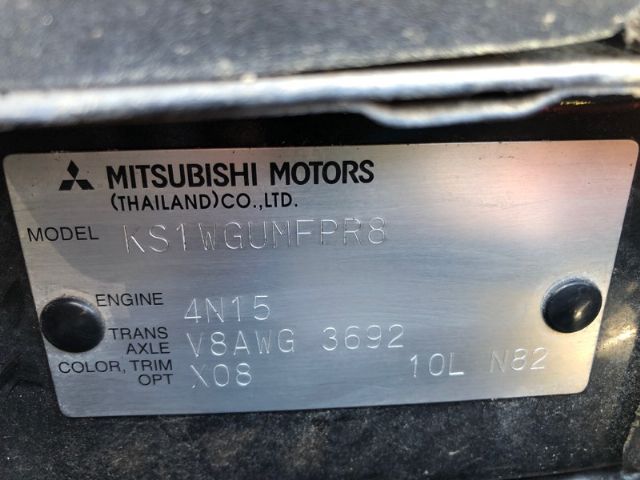 MITSUBISHI MOTORS
(THAILAND)CO.,LTD.
MODEL KS1WGUMFPR8
ENGINE 4N15
TRANS AXLE V8AWG 3692
COLOR, TRIM OPT X08 10L N82